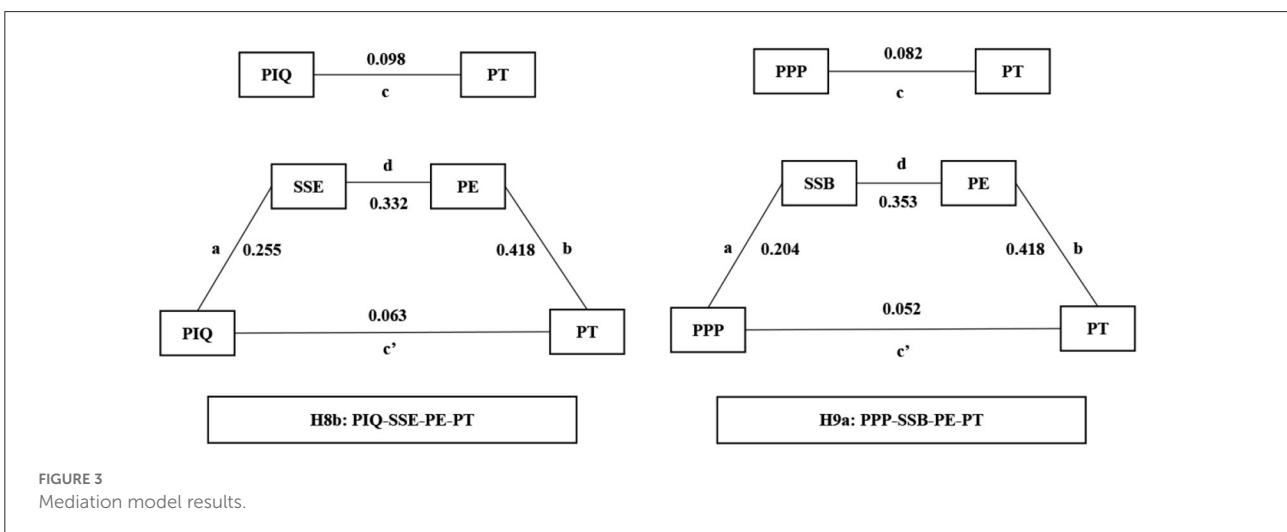 0.098
PIQ
PT
c
d
SSE
PE
0.332
a
0.255
0.418
b
0.063
PIQ
PT
c’
H8b: PIQ-SSE-PE-PT
0.082
PPP
PT
c
d
SSB
PE
0.353
a
0.204
0.418
b
0.052
PPP
PT
c’
H9a: PPP-SSB-PE-PT
FIGURE 3
Mediation model results.